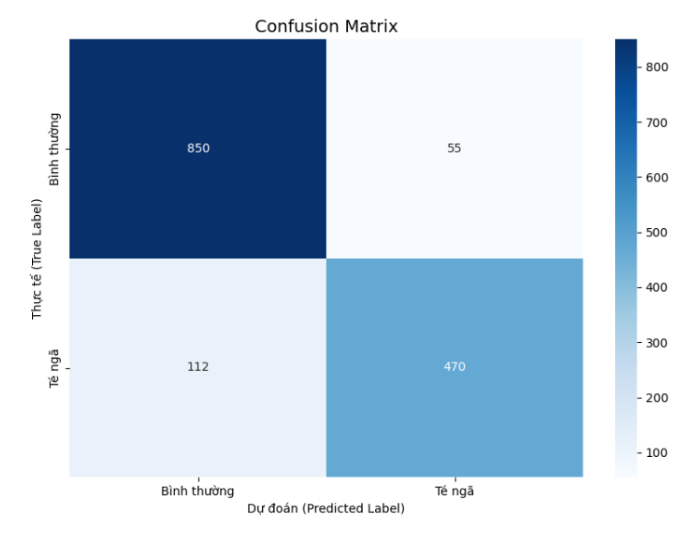 Confusion Matrix
Thực tế (True Label)
Bình thường
850
55
Té ngã
112
470
Bình thường
Té ngã
Dự đoán (Predicted Label)
800
700
600
500
400
300
200
100